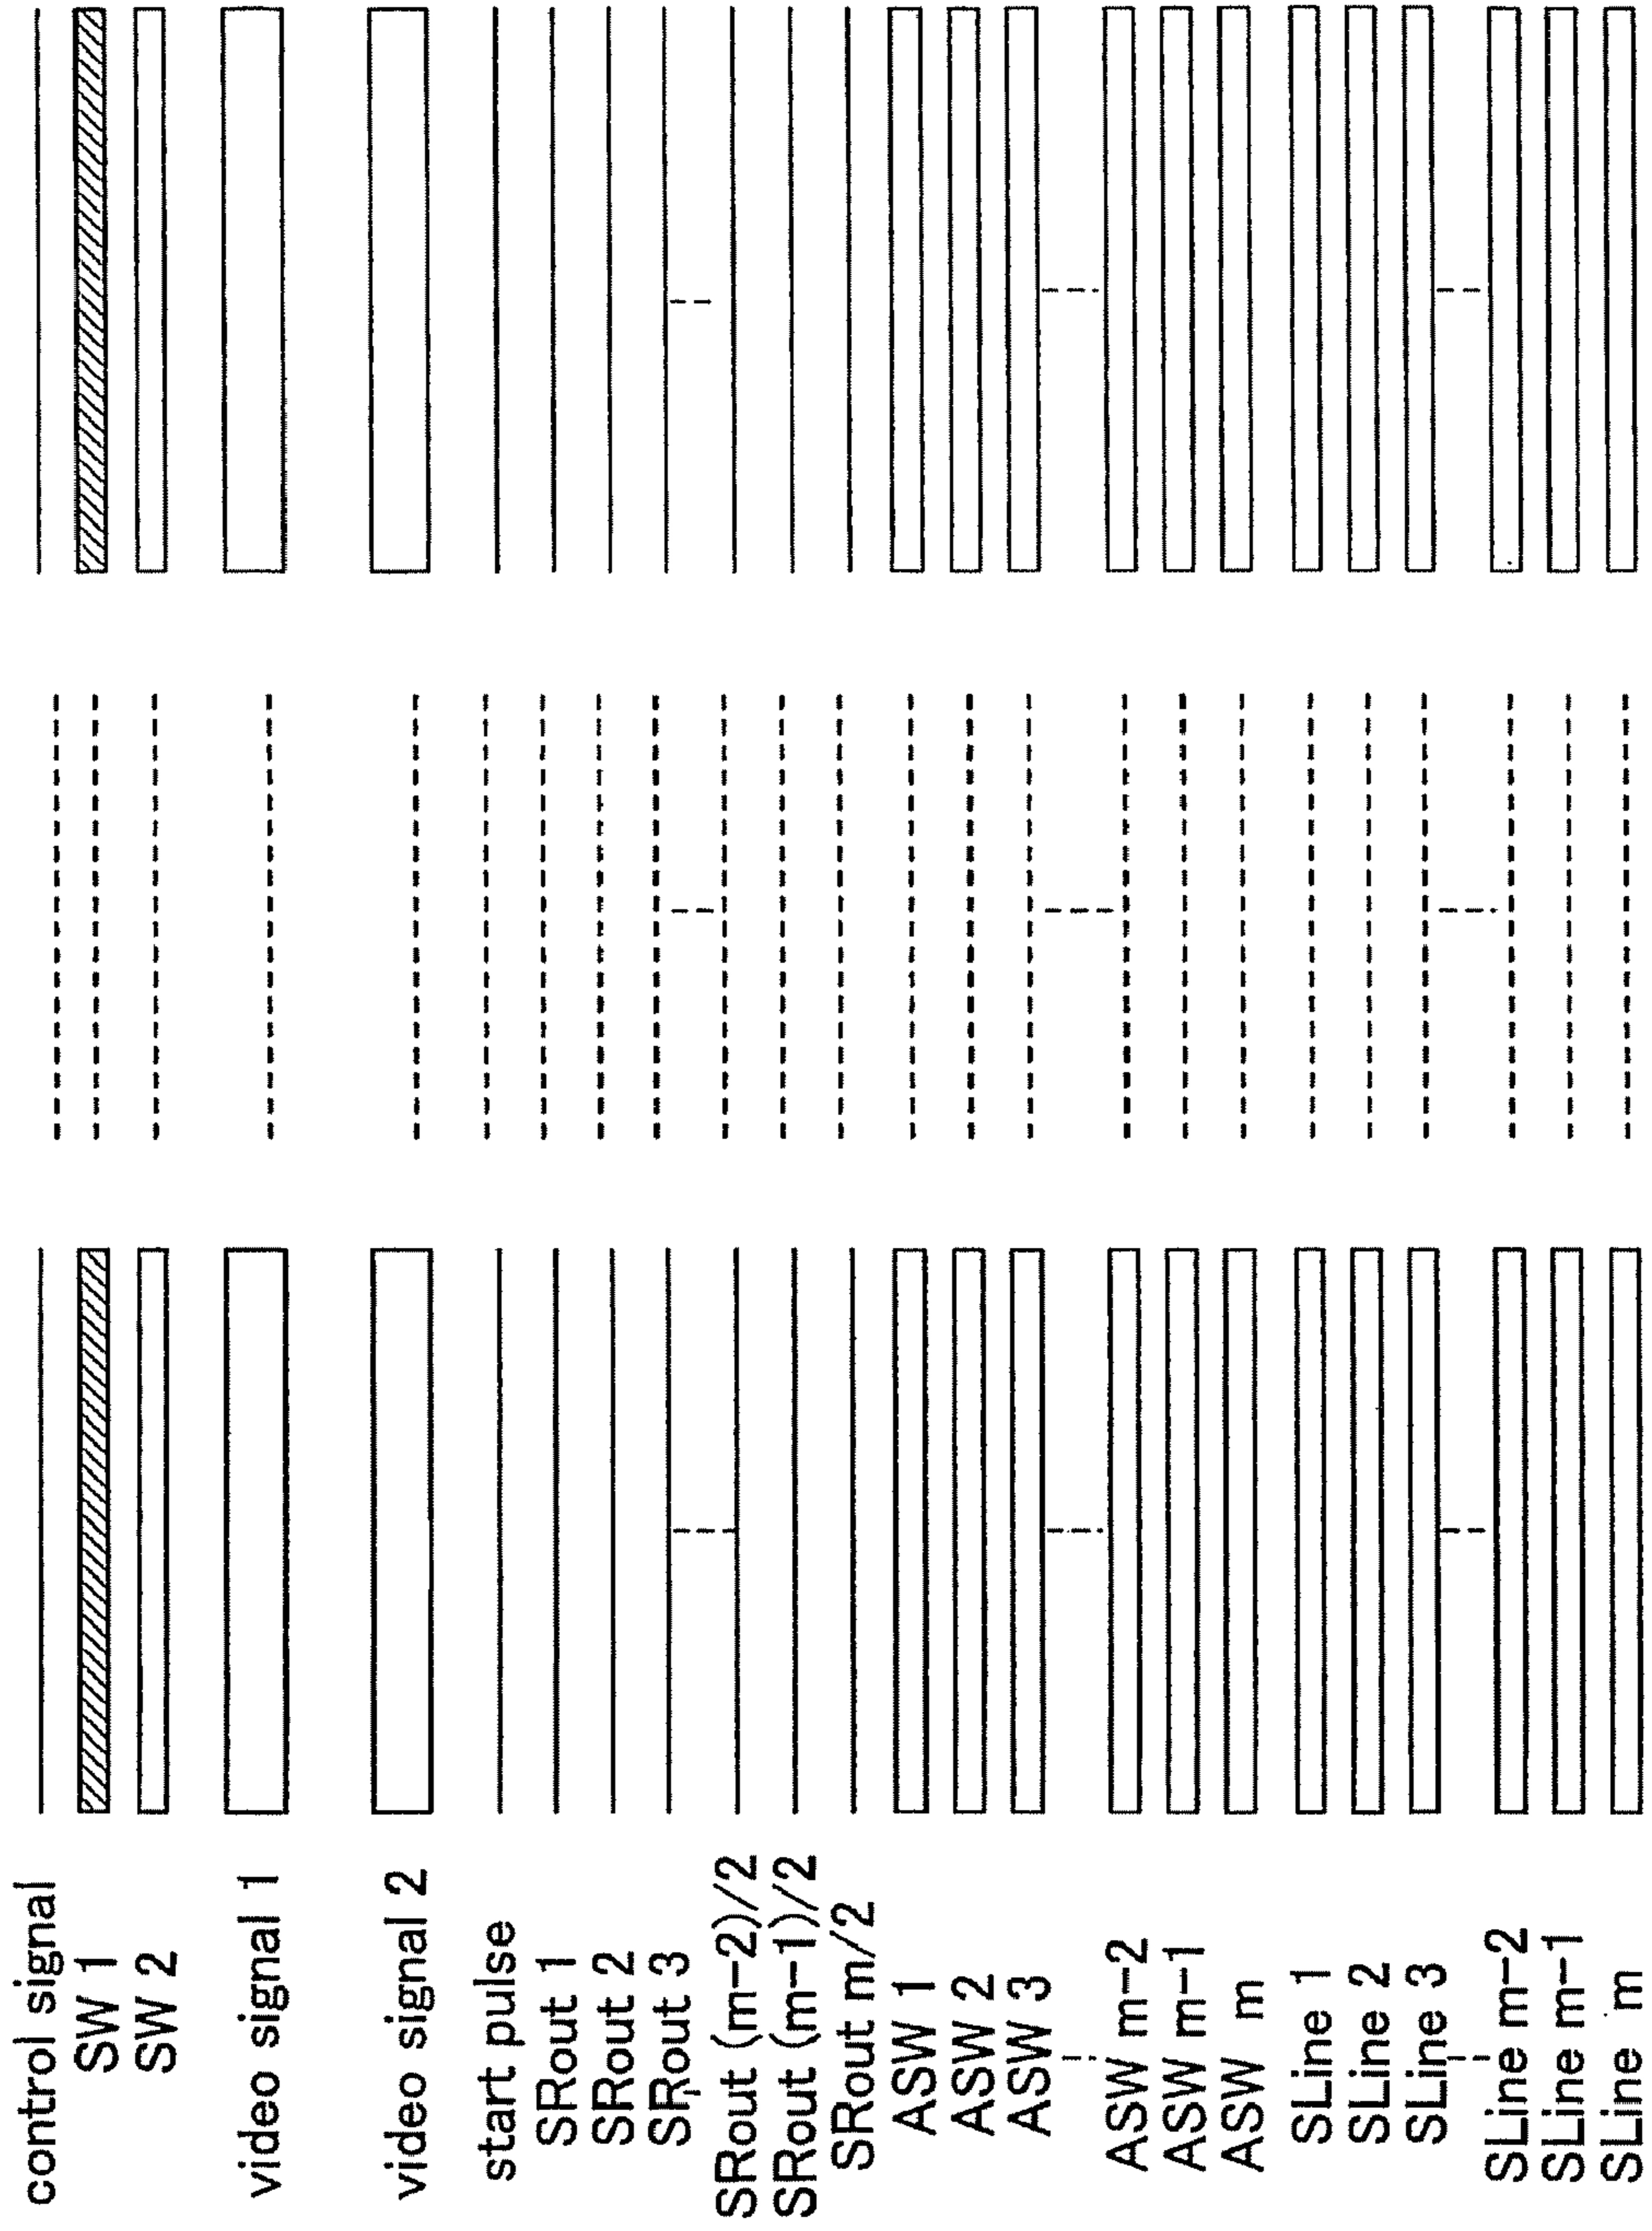 control signal
SW 1
SW 2
video signal 1
video signal 2
start pulse
SRout 1
SRout 2
SRout 3
SRout (m-2)/2
SRout (m-1)/2
SRout m/2
ASW 1
ASW 2
ASW 3
ASW m-2
ASW m-1
ASW m
SLine 1
SLine 2
SLine 3
SLine m-2
SLine m-1
SLine m